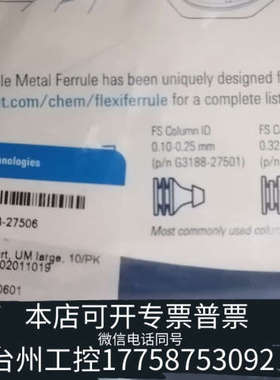 le Metal Ferrule has been uniquely designed f
t.com/chem/flexiferrule for a complete list
FS Column ID
0.10-0.25 mm
(p/n G3188-27501)
FS
0.32
(p/n
nologies
-27506
rt, UM large, 10/PK
02011019
0601
Most commonly used colum
本店可开专票普票
微信电话同号
台州工控17758753092